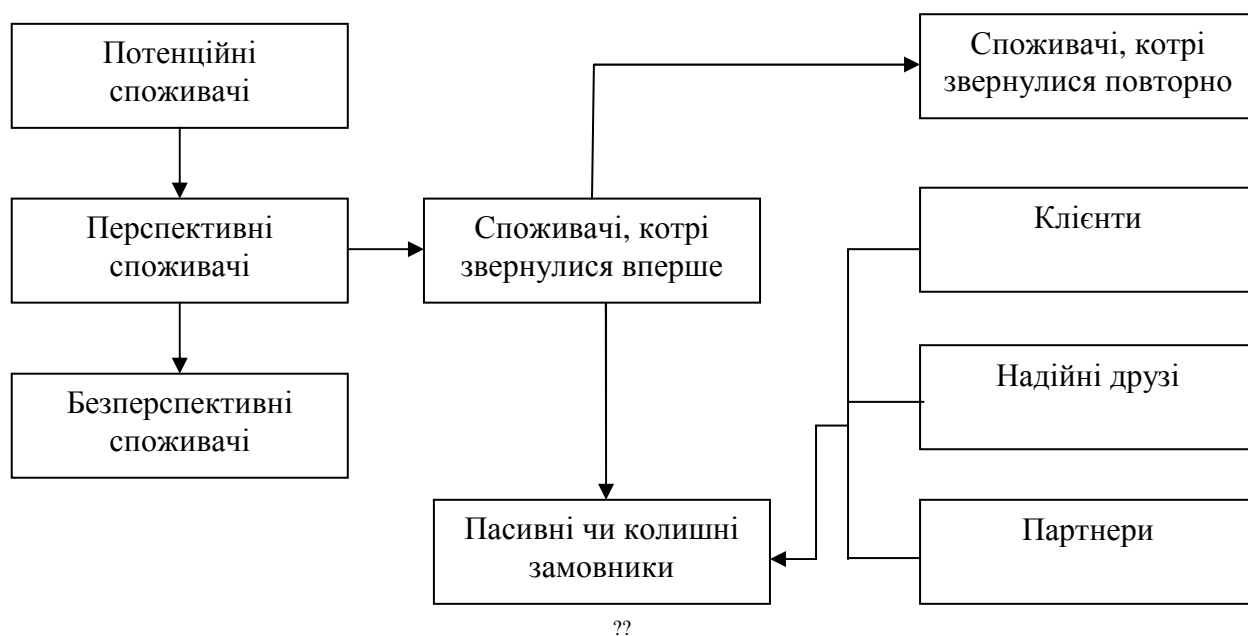 Потенційні
споживачі
Споживачі, котрі
звернулися повторно
Перспективні
споживачі
Споживачі, котрі
звернулися вперше
Клієнти
Безперспективні
споживачі
Надійні друзі
Пасивні чи колишні
замовники
Партнери
??